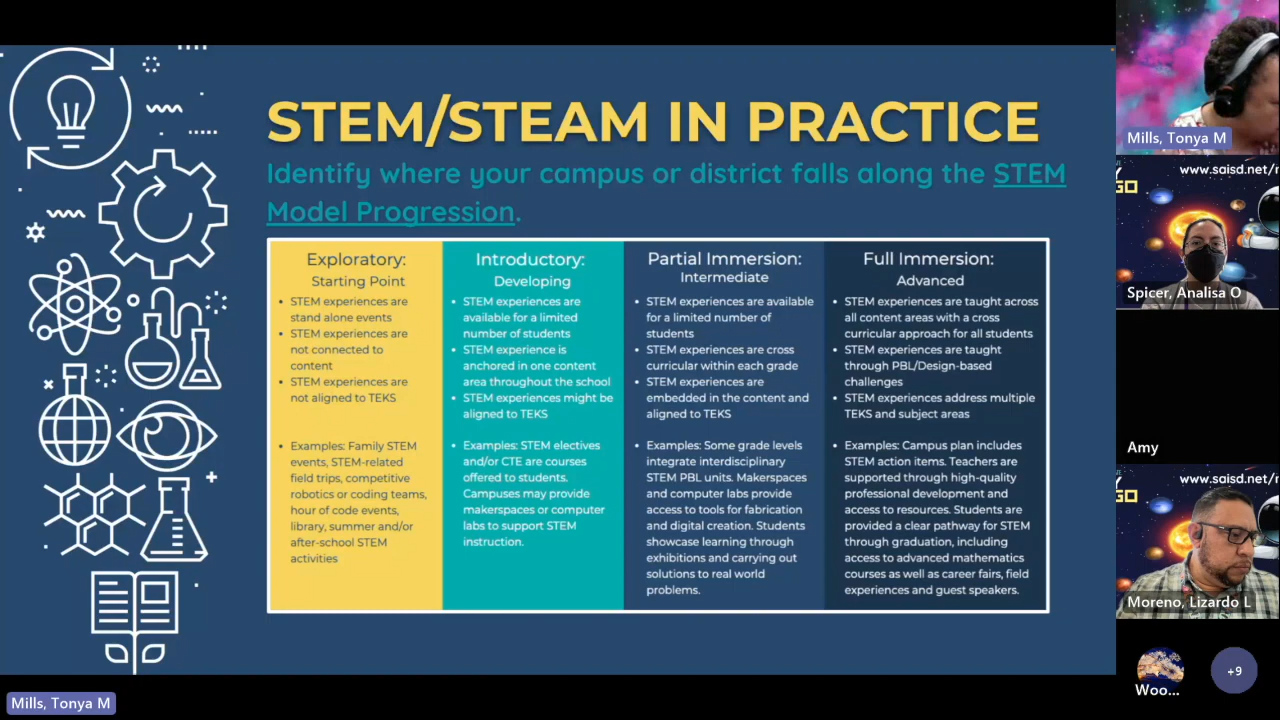 STEM/STEAM IN PRACTICE
Identify where your campus or district falls along the STEM
Model Progression.
Exploratory:
Starting Point
• STEM experiences are
stand alone events
• STEM experiences are
not connected to
content
• STEM experiences are
not aligned to TEKS
• Examples: Family STEM
events, STEM-related
field trips, competitive
robotics or coding teams,
hour of code events,
library, summer and/or
after-school STEM
activities
Introductory:
Developing
• STEM experiences are
available for a limited
number of students
• STEM experience is
anchored in one content
area throughout the school
• STEM experiences might be
aligned to TEKS
• Examples: STEM electives
and/or CTE are courses
offered to students.
Campuses may provide
makerspaces or computer
labs to support STEM
instruction.
Partial Immersion:
Intermediate
• STEM experiences are available
for a limited number of
students
• STEM experiences are cross
curricular within each grade
• STEM experiences are
embedded in the content and
aligned to TEKS
• Examples: Some grade levels
integrate interdisciplinary
STEM PBL units. Makerspaces
and computer labs provide
access to tools for fabrication
and digital creation. Students
showcase learning through
exhibitions and carrying out
solutions to real world
problems.
Full Immersion:
Advanced
• STEM experiences are taught across
all content areas with a cross
curricular approach for all students
• STEM experiences are taught
through PBL/Design-based
challenges
• STEM experiences address multiple
TEKS and subject areas
• Examples: Campus plan includes
STEM action items. Teachers are
supported through high-quality
professional development and
access to resources. Students are
provided a clear pathway for STEM
through graduation, including
access to advanced mathematics
courses as well as career fairs, field
experiences and guest speakers.
Mills, Tonya M
Mills, Tonya M
www.saisd.net/r
GO
Spicer, Analisa O
Amy
www.saisd.net/r
GO
Moreno, Lizardo L
Woo...
+9